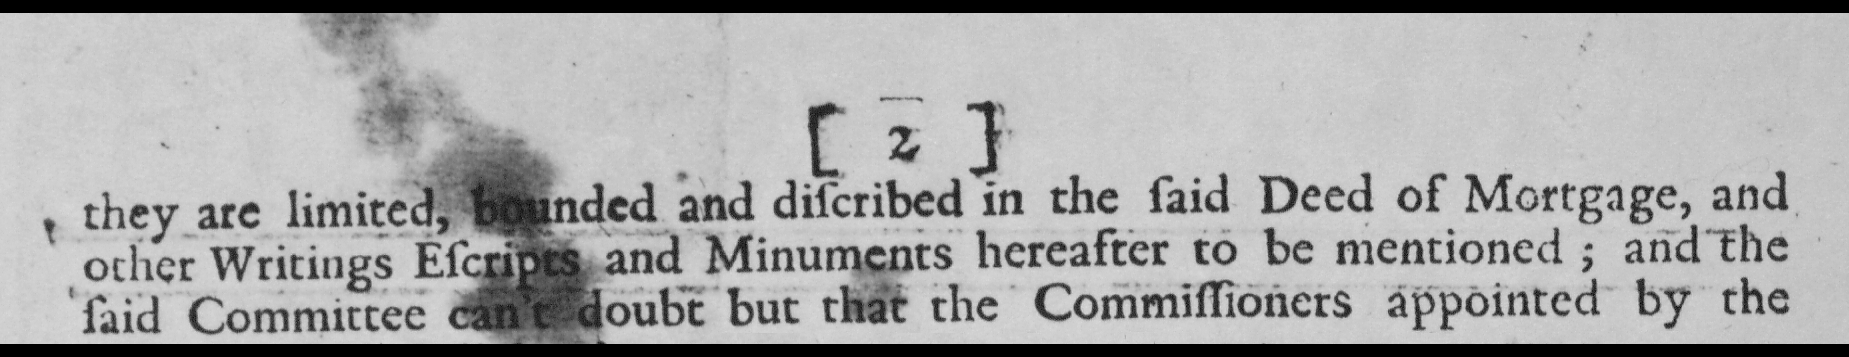 [ 2 ]
they are limited, bounded and diſcribed in the ſaid Deed of Mortgage, and
other Writings Eſcripts and Minuments hereafter to be mentioned ; and the
ſaid Committee can't doubt but that the Commiſſioners appointed by the